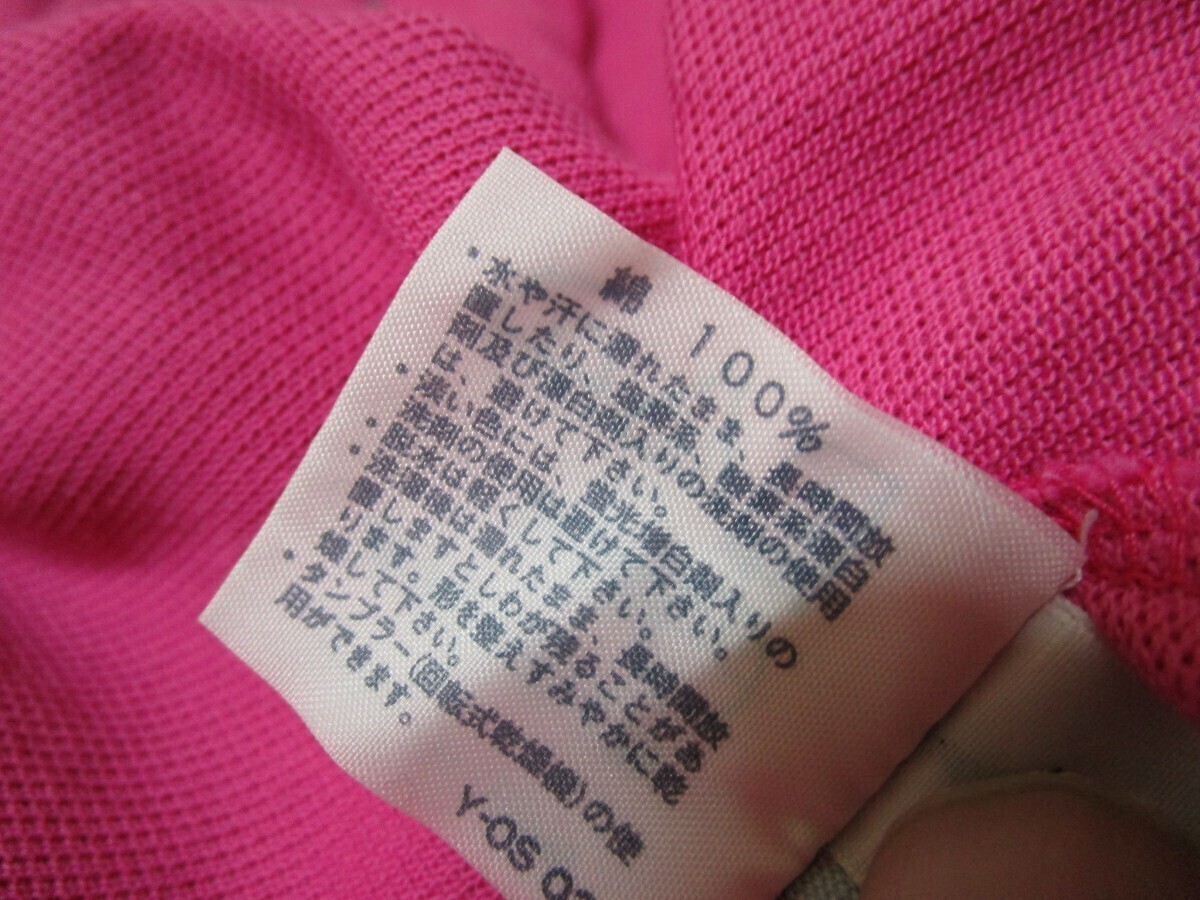 綿 100%
・水や汗に濡れたまま、長時間放
置したり、塩素系、酸素系漂白
剤及び漂白剤入りの洗剤の使用
は、避けて下さい。
・淡い色には、蛍光増白剤入りの
洗剤の使用は避けて下さい。
・脱水は軽くして下さい。
・洗濯後は濡れたまま、長時間放
置しますとしわが残ることがあ
ります。形を整えすみやかに乾
燥して下さい。
・タンブラー(回転式乾燥機)の使
用ができます。
Y-OS